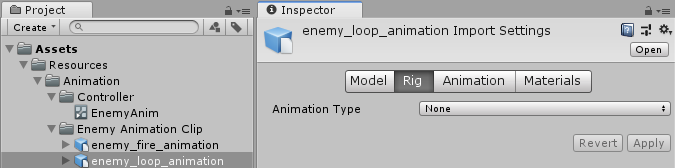 Project
Create
Assets
Resources
Animation
Controller
EnemyAnim
Enemy Animation Clip
enemy_fire_animation
enemy_loop_animation
Inspector
enemy_loop_animation Import Settings
Open
Model Rig Animation Materials
Animation Type None
Revert Apply